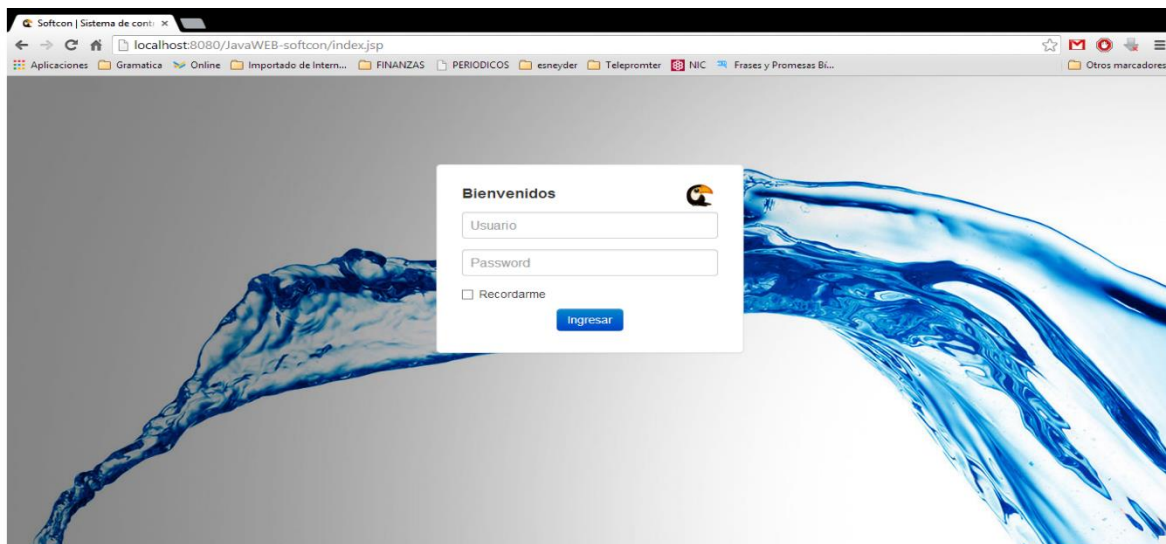 Softcon | Sistema de conti
localhost:8080/JavaWEB-softcon/index.jsp
Aplicaciones Gramatica Online Importado de Intern... FINANZAS PERIODICOS esneyder Telepromter NIC Frases y Promesas Bí... Otros marcadores
Bienvenidos
Usuario
Password
Recordarme
Ingresar